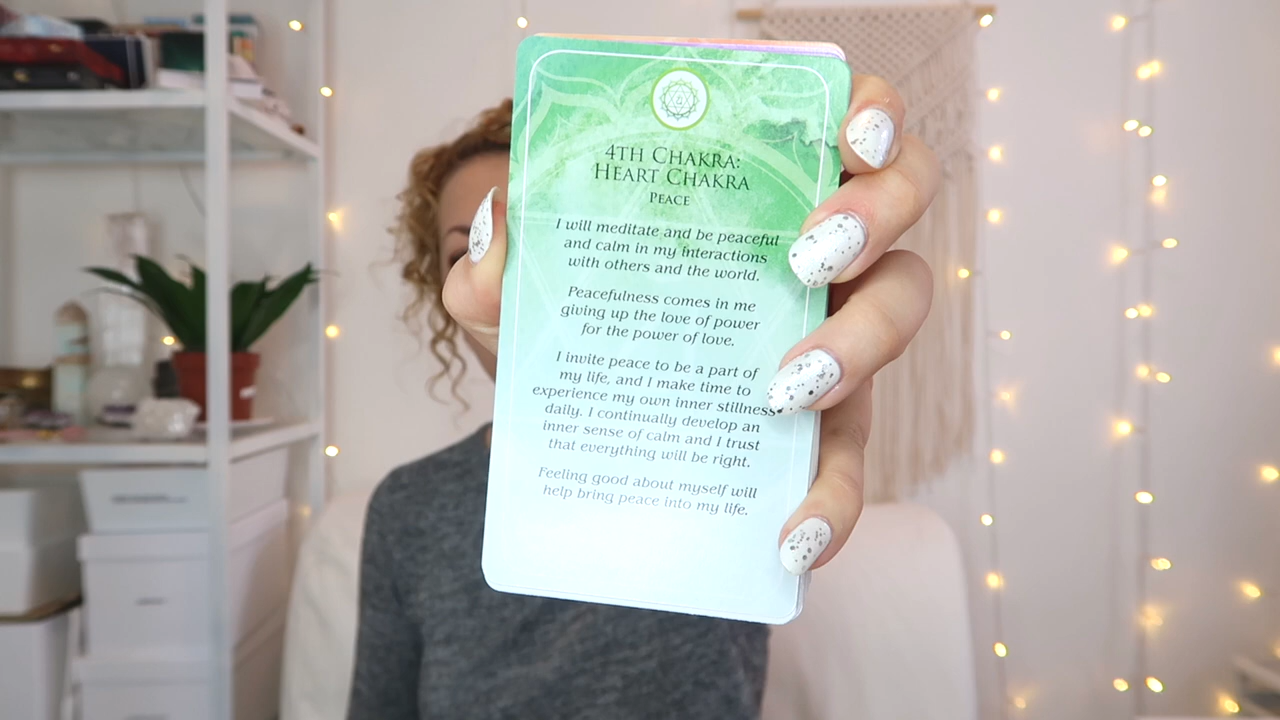 4TH CHAKRA:
HEART CHAKRA
PEACE
I will meditate and be peaceful
and calm in my interactions
with others and the world.
Peacefulness comes in me
giving up the love of power
for the power of love.
I invite peace to be a part of
my life, and I make time to
experience my own inner stillness
daily. I continually develop an
inner sense of calm and I trust
that everything will be right.
Feeling good about myself will
help bring peace into my life.